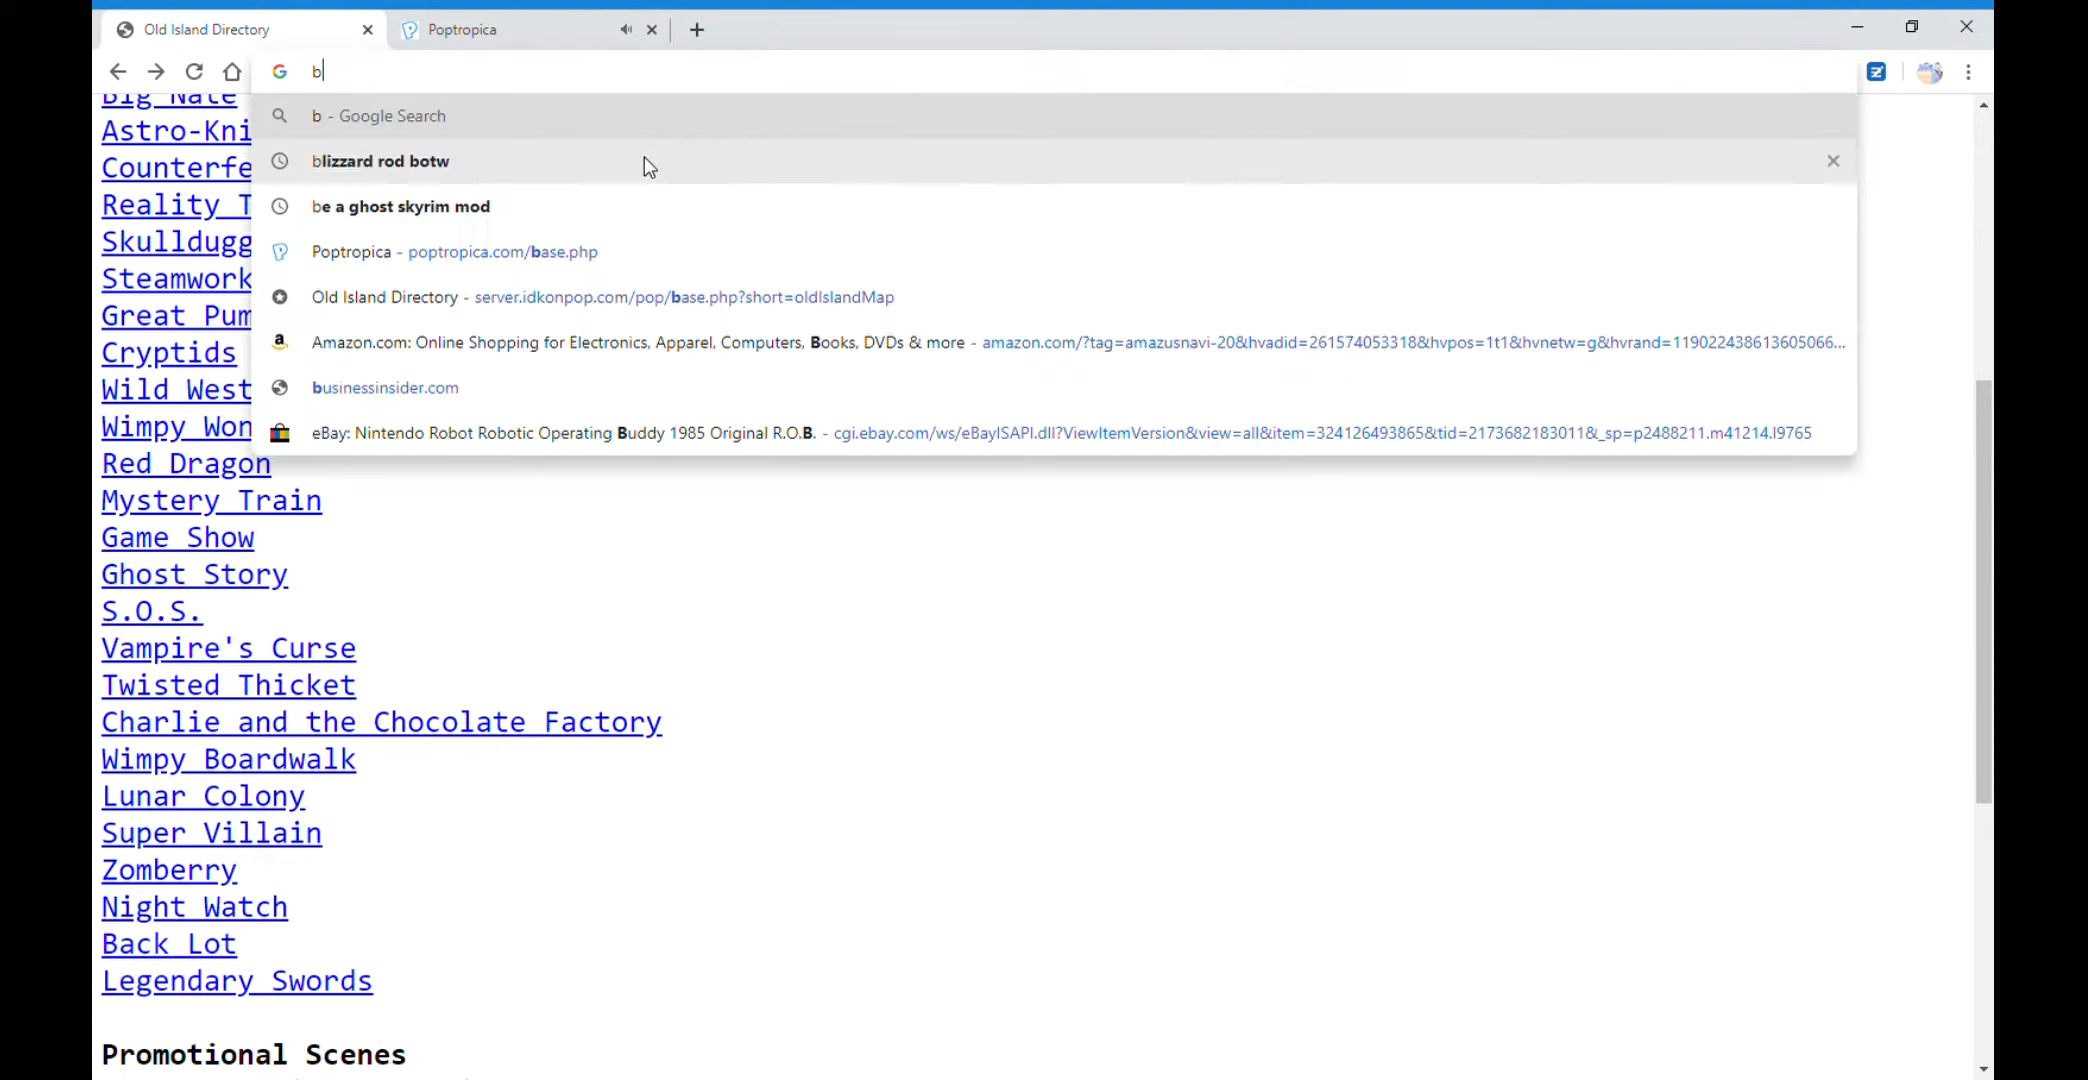 Old Island Directory
Poptropica
b
b - Google Search
blizzard rod botw
be a ghost skyrim mod
Poptropica - poptropica.com/base.php
Old Island Directory - server.idkonpop.com/pop/base.php?short=oldIslandMap
Amazon.com: Online Shopping for Electronics, Apparel, Computers, Books, DVDs & more - amazon.com/?tag=amazusnavi-20&hvadid=261574053318&hvpos=1t1&hvnetw=g&hvrand=119022438613605066...
businessinsider.com
eBay: Nintendo Robot Robotic Operating Buddy 1985 Original R.O.B. - cgi.ebay.com/ws/eBayISAPI.dll?ViewItemVersion&view=all&item=324126493865&tid=2173682183011&_sp=p2488211.m41214.l9765
Big Nate
Astro-Kni
Counterfe
Reality T
Skulldugg
Steamwork
Great Pum
Cryptids
Wild West
Wimpy Won
Red Dragon
Mystery Train
Game Show
Ghost Story
S.O.S.
Vampire's Curse
Twisted Thicket
Charlie and the Chocolate Factory
Wimpy Boardwalk
Lunar Colony
Super Villain
Zomberry
Night Watch
Back Lot
Legendary Swords
Promotional Scenes